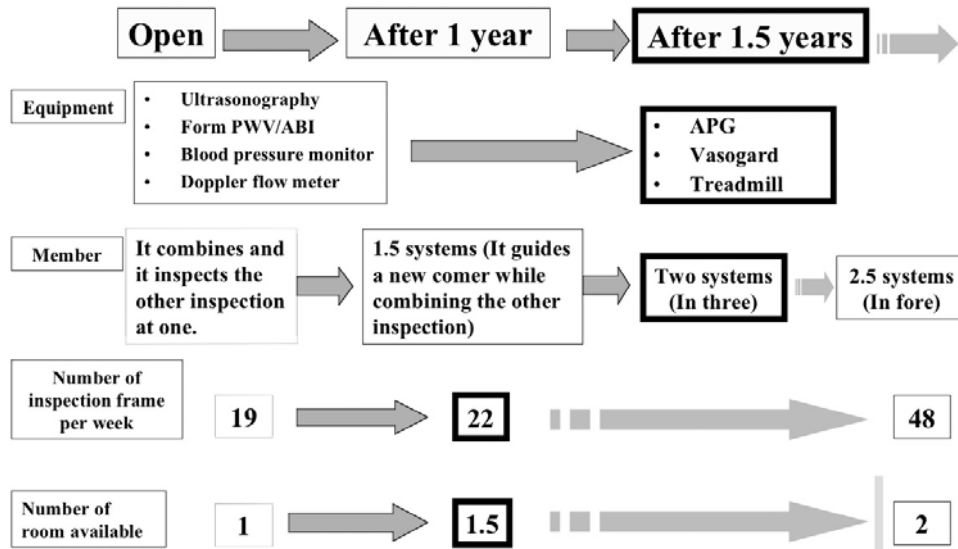 Open
After 1 year
After 1.5 years
Equipment
• Ultrasonography
• Form PWV/ABI
• Blood pressure monitor
• Doppler flow meter
• APG
• Vasogard
• Treadmill
Member
It combines and
it inspects the
other inspection
at one.
1.5 systems (It guides
a new comer while
combining the other
inspection)
Two systems
(In three)
2.5 systems
(In fore)
Number of
inspection frame
per week
19
22
48
Number of
room available
1
1.5
2